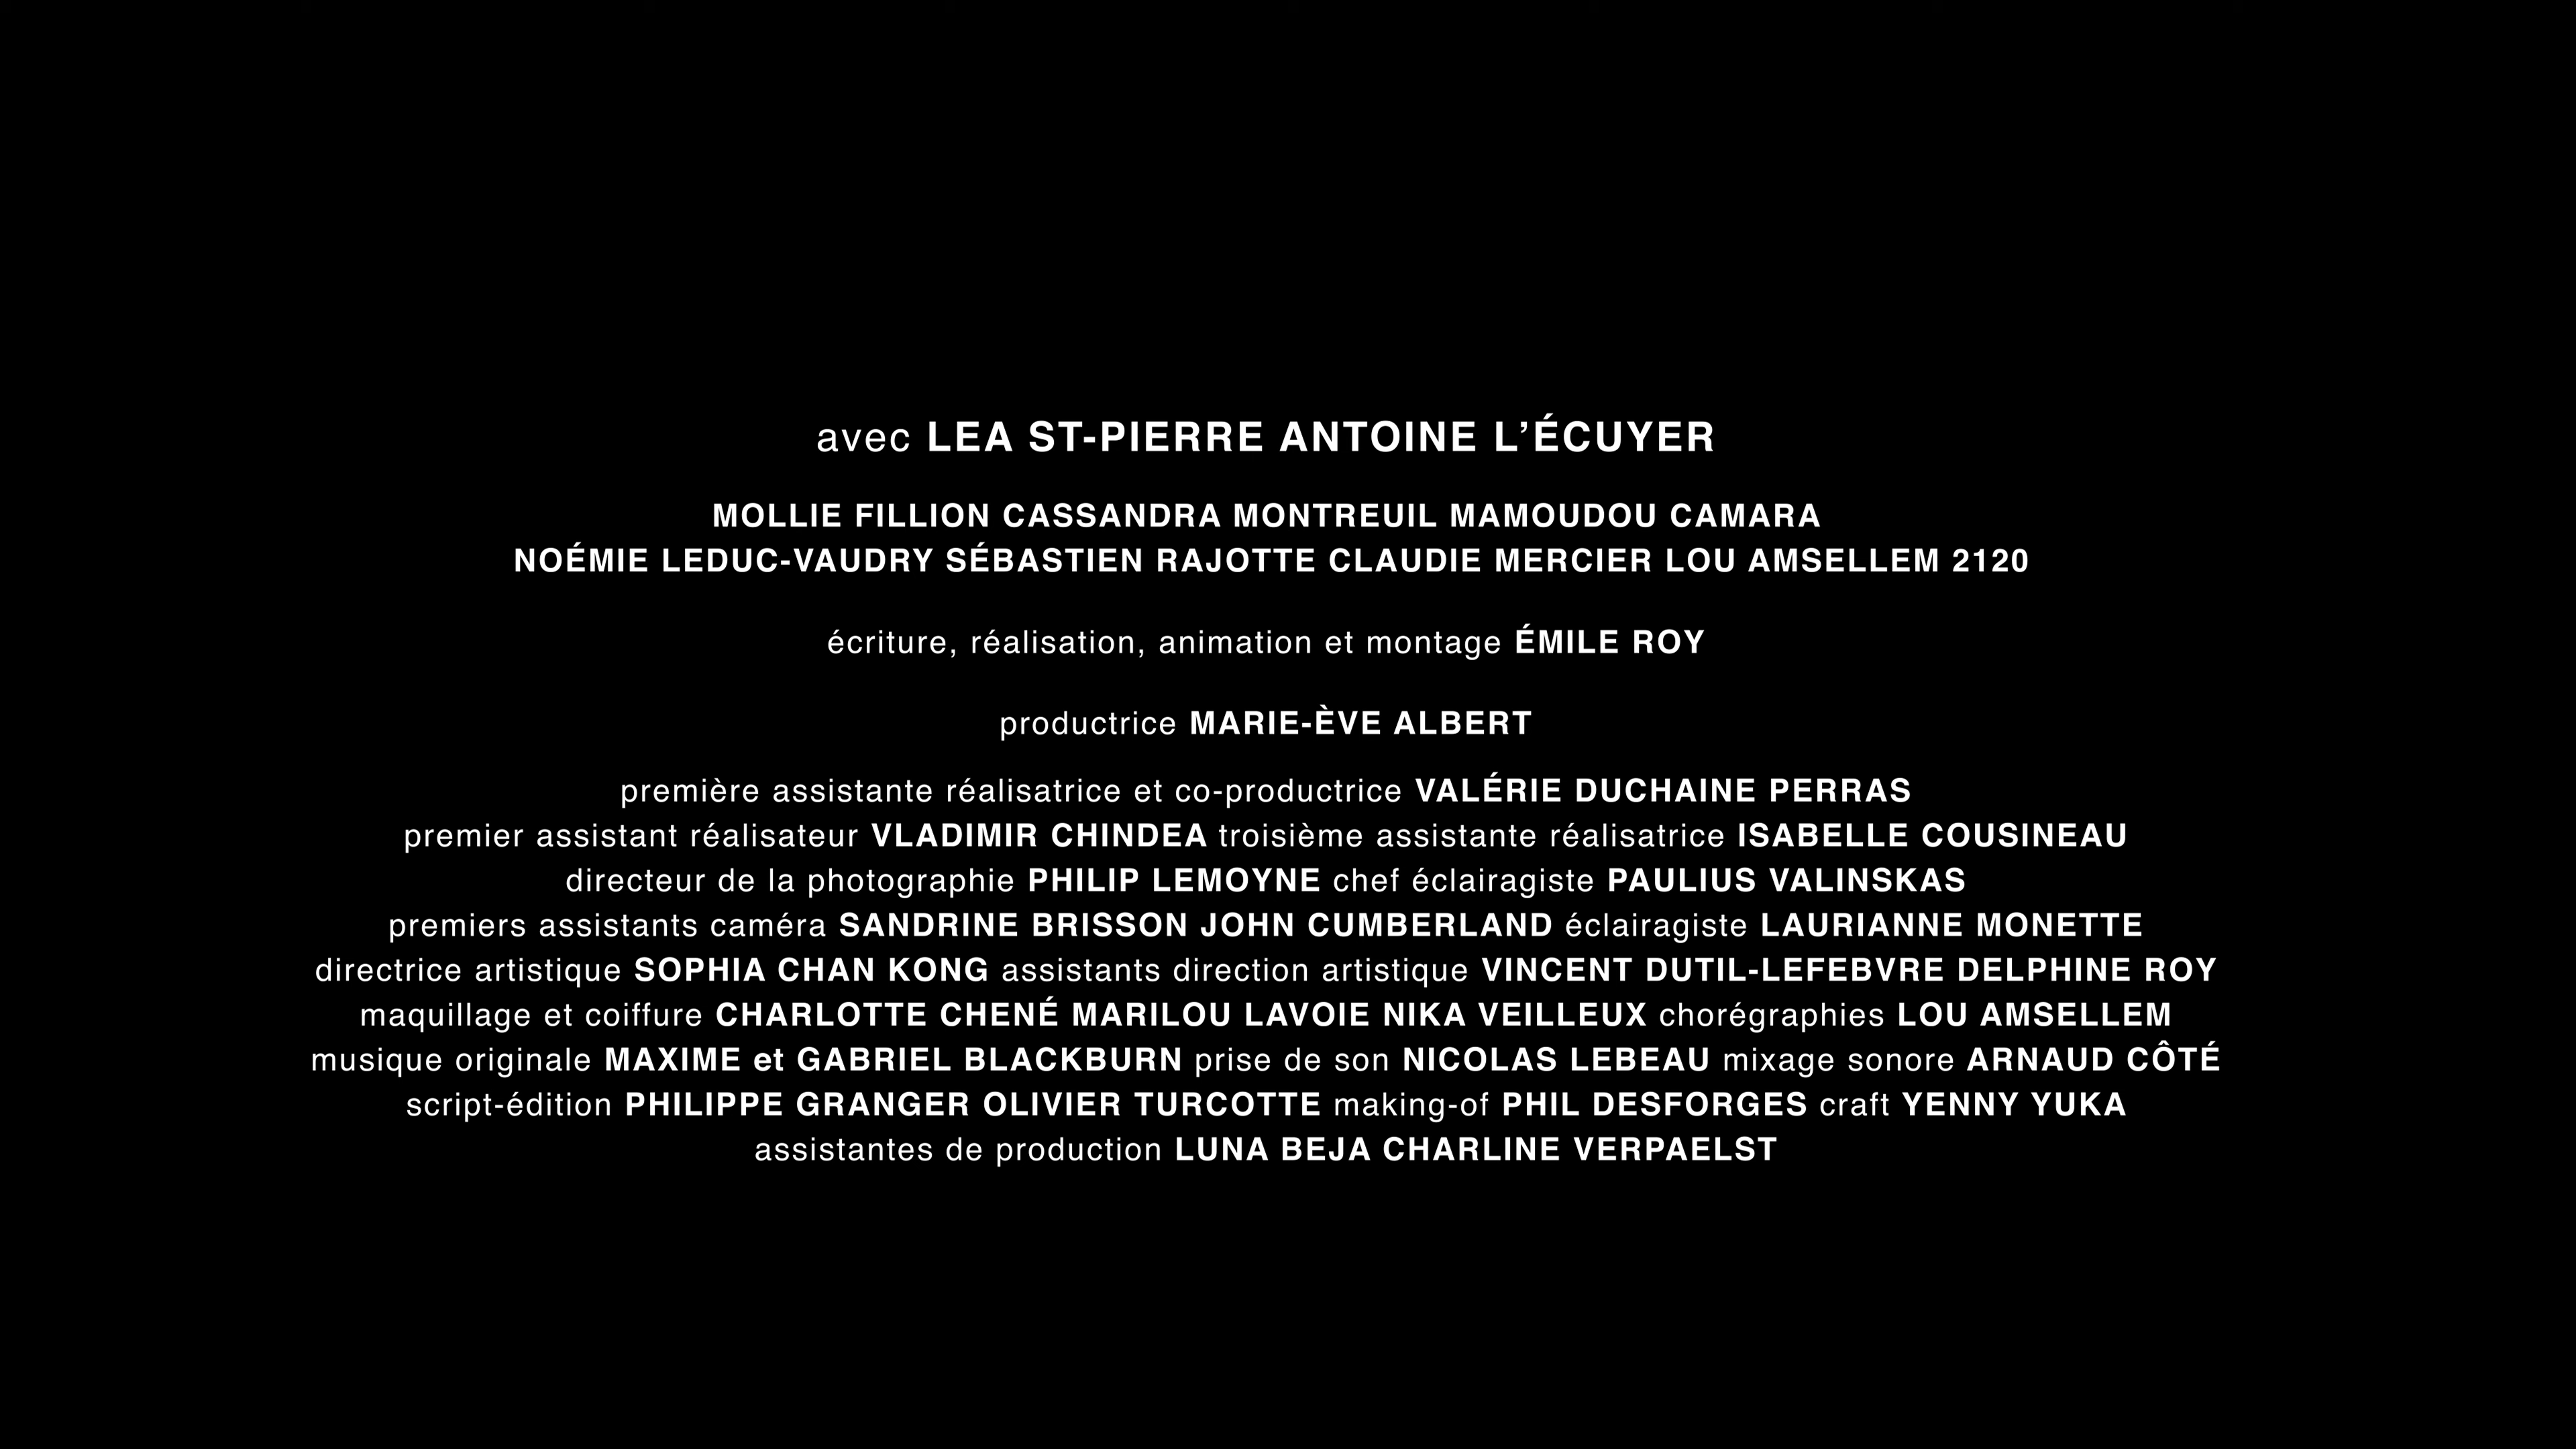 avec LEA ST-PIERRE ANTOINE L’ÉCUYER
MOLLIE FILLION CASSANDRA MONTREUIL MAMOUDOU CAMARA
NOÉMIE LEDUC-VAUDRY SÉBASTIEN RAJOTTE CLAUDIE MERCIER LOU AMSELLEM 2120
écriture, réalisation, animation et montage ÉMILE ROY
productrice MARIE-ÈVE ALBERT
première assistante réalisatrice et co-productrice VALÉRIE DUCHAINE PERRAS
premier assistant réalisateur VLADIMIR CHINDEA troisième assistante réalisatrice ISABELLE COUSINEAU
directeur de la photographie PHILIP LEMOYNE chef éclairagiste PAULIUS VALINSKAS
premiers assistants caméra SANDRINE BRISSON JOHN CUMBERLAND éclairagiste LAURIANNE MONETTE
directrice artistique SOPHIA CHAN KONG assistants direction artistique VINCENT DUTIL-LEFEBVRE DELPHINE ROY
maquillage et coiffure CHARLOTTE CHENÉ MARILOU LAVOIE NIKA VEILLEUX chorégraphies LOU AMSELLEM
musique originale MAXIME et GABRIEL BLACKBURN prise de son NICOLAS LEBEAU mixage sonore ARNAUD CÔTÉ
script-édition PHILIPPE GRANGER OLIVIER TURCOTTE making-of PHIL DESFORGES craft YENNY YUKA
assistantes de production LUNA BEJA CHARLINE VERPAELST